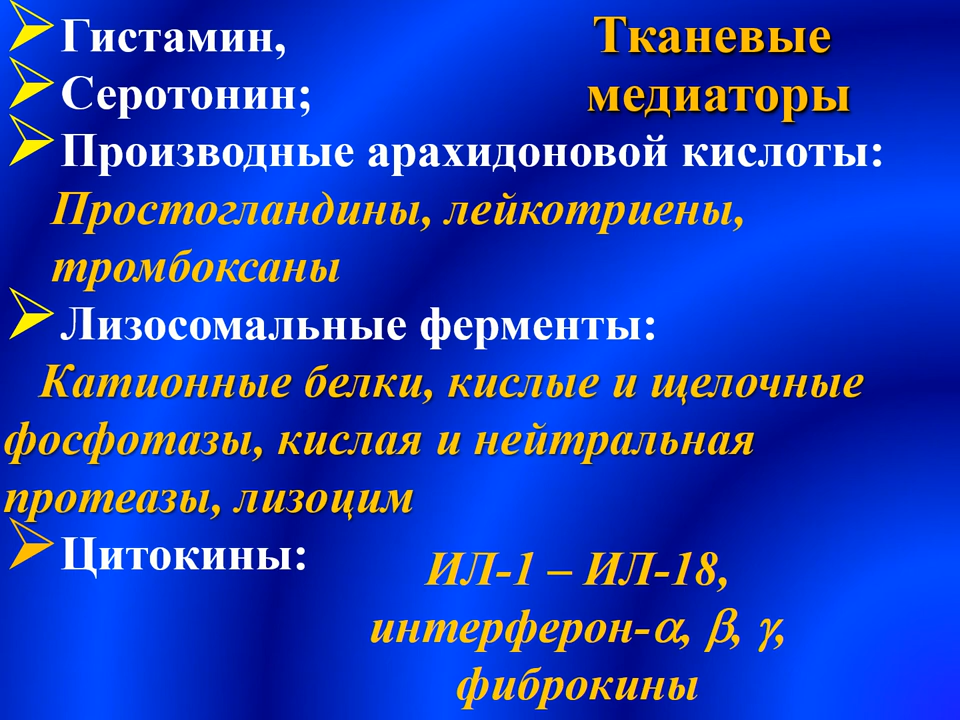 Тканевые
медиаторы
Гистамин,
Серотонин;
Производные арахидоновой кислоты:
Простогландины, лейкотриены,
тромбоксаны
Лизосомальные ферменты:
Катионные белки, кислые и щелочные
фосфотазы, кислая и нейтральная
протеазы, лизоцим
Цитокины:
ИЛ-1 – ИЛ-18,
интерферон-α, β, γ,
фиброкины